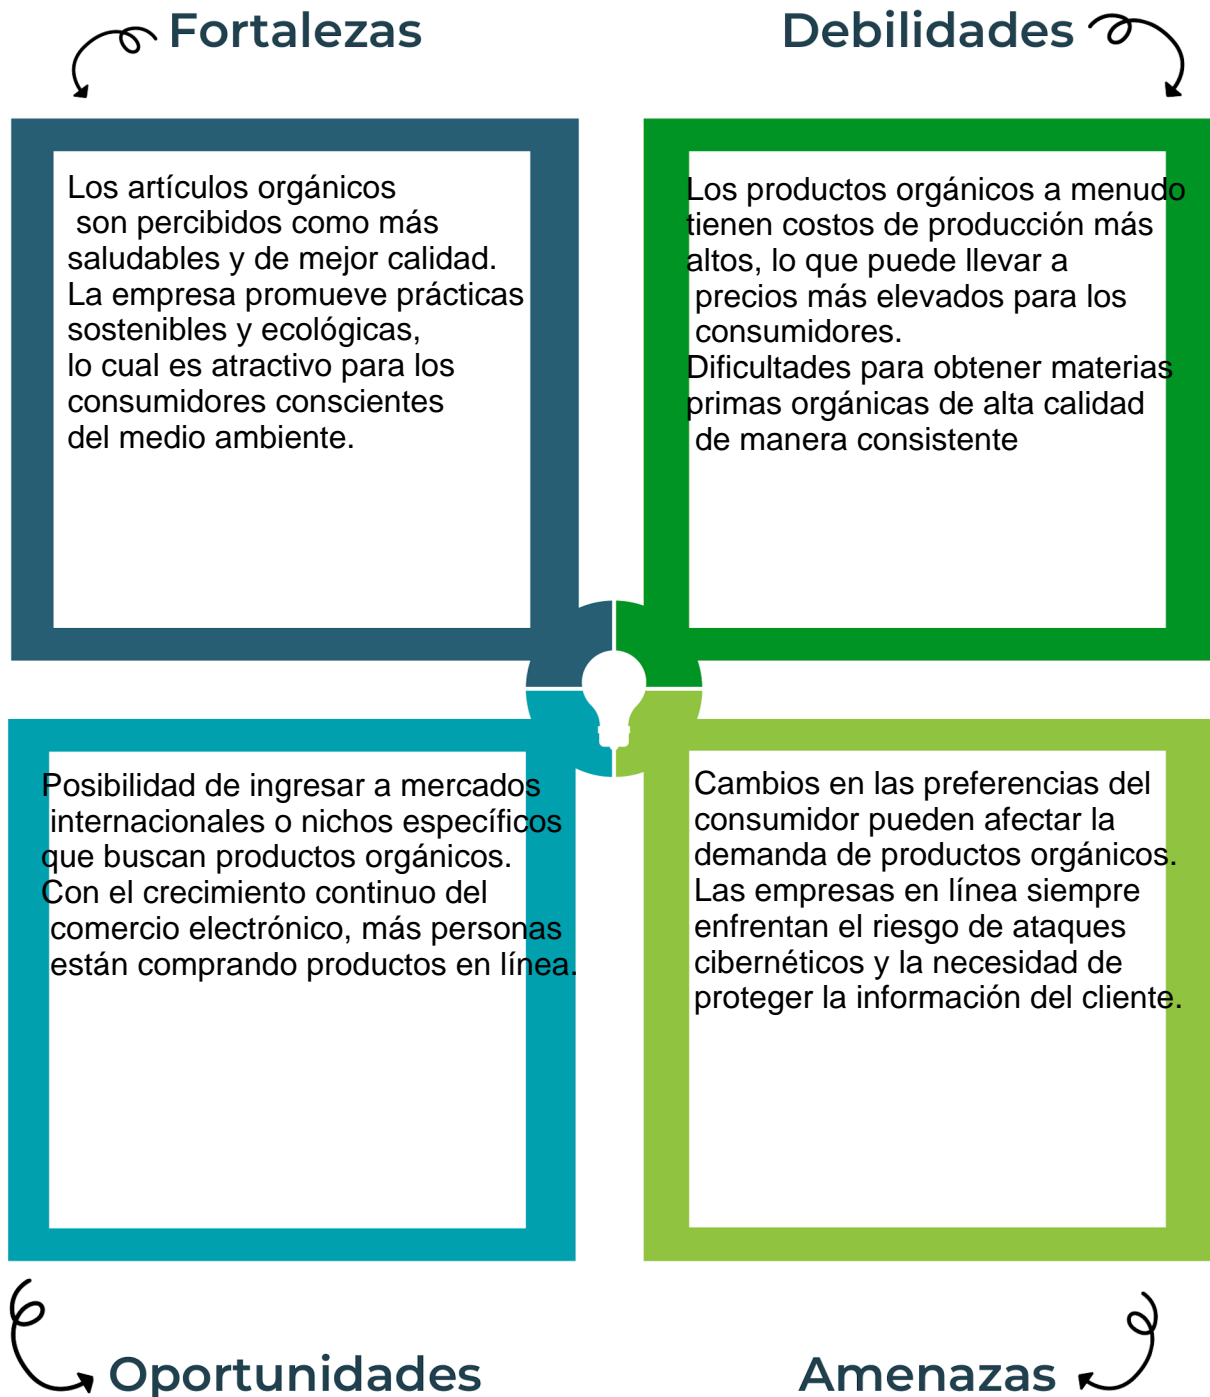 Fortalezas
Los artículos orgánicos
son percibidos como más
saludables y de mejor calidad.
La empresa promueve prácticas
sostenibles y ecológicas,
lo cual es atractivo para los
consumidores conscientes
del medio ambiente.
Debilidades
Los productos orgánicos a menudo
tienen costos de producción más
altos, lo que puede llevar a
precios más elevados para los
consumidores.
Dificultades para obtener materias
primas orgánicas de alta calidad
de manera consistente
Posibilidad de ingresar a mercados
internacionales o nichos específicos
que buscan productos orgánicos.
Con el crecimiento continuo del
comercio electrónico, más personas
están comprando productos en línea.
Oportunidades
Cambios en las preferencias del
consumidor pueden afectar la
demanda de productos orgánicos.
Las empresas en línea siempre
enfrentan el riesgo de ataques
cibernéticos y la necesidad de
proteger la información del cliente.
Amenazas